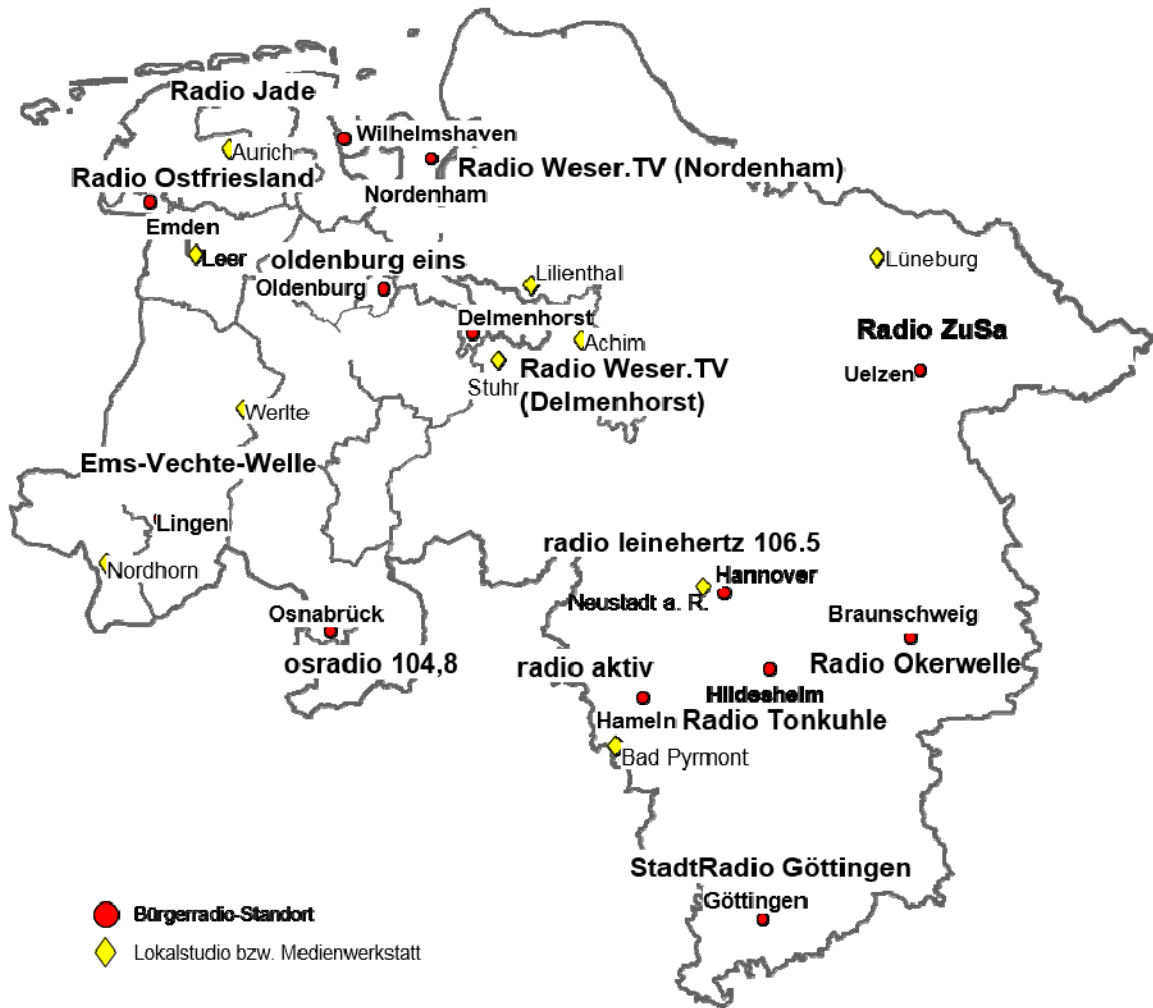 Radio Jade
Wilhelmshaven
Aurich
Radio Weser.TV (Nordenham)
Radio Ostfriesland
Nordenham
Emden
Leer
oldenburg eins
Lüneburg
Lilienthal
Oldenburg
Delmenhorst
Radio ZuSa
Achim
Radio Weser.TV
(Delmenhorst)
Stuhr
Uelzen
Werlte
Ems-Vechte-Welle
Lingen
radio leinehertz 106.5
Nordhorn
Hannover
Neustadt a. R.
Osnabrück
Braunschweig
osradio 104,8
radio aktiv
Radio Okerwelle
Hildesheim
Hameln
Radio Tonkuhle
Bad Pyrmont
StadtRadio Göttingen
Göttingen
Bürgerradio-Standort
Lokalstudio bzw. Medienwerkstatt